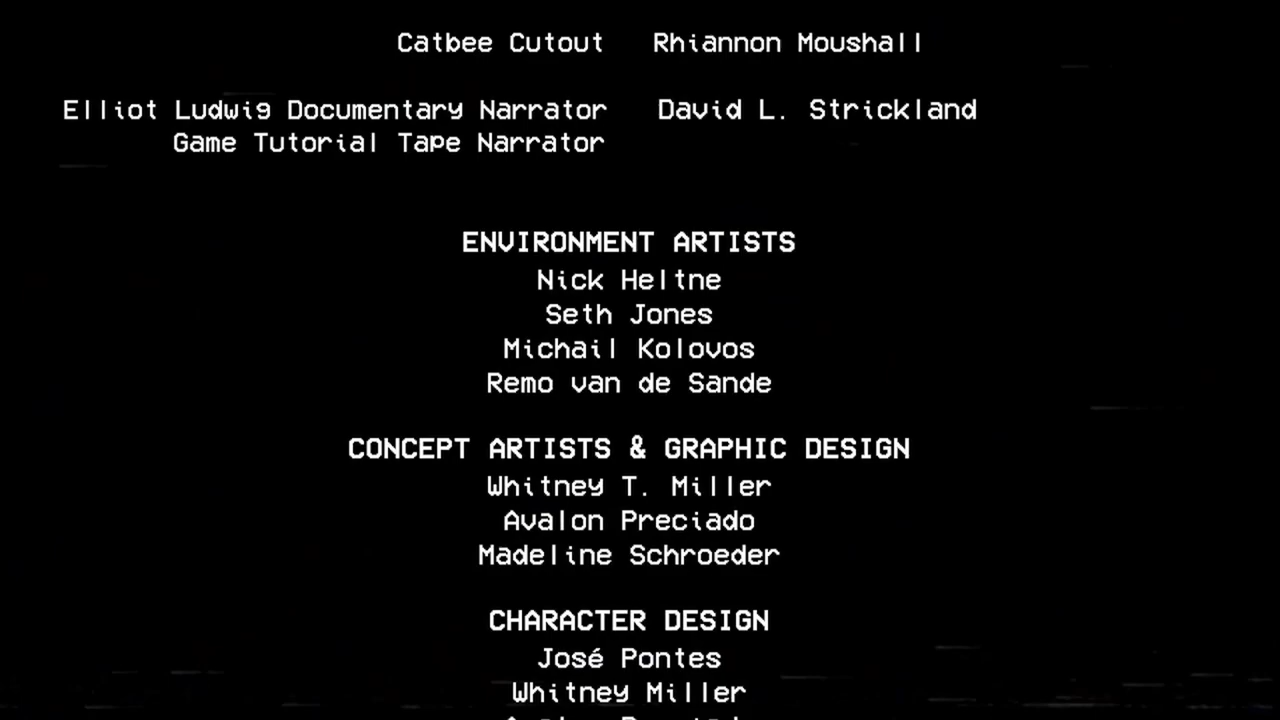 Catbee Cutout Rhiannon Moushall
Elliot Ludwig Documentary Narrator David L. Strickland
Game Tutorial Tape Narrator
ENVIRONMENT ARTISTS
Nick Heltne
Seth Jones
Michail Kolovos
Remo van de Sande
CONCEPT ARTISTS & GRAPHIC DESIGN
Whitney T. Miller
Avalon Preciado
Madeline Schroeder
CHARACTER DESIGN
José Pontes
Whitney Miller